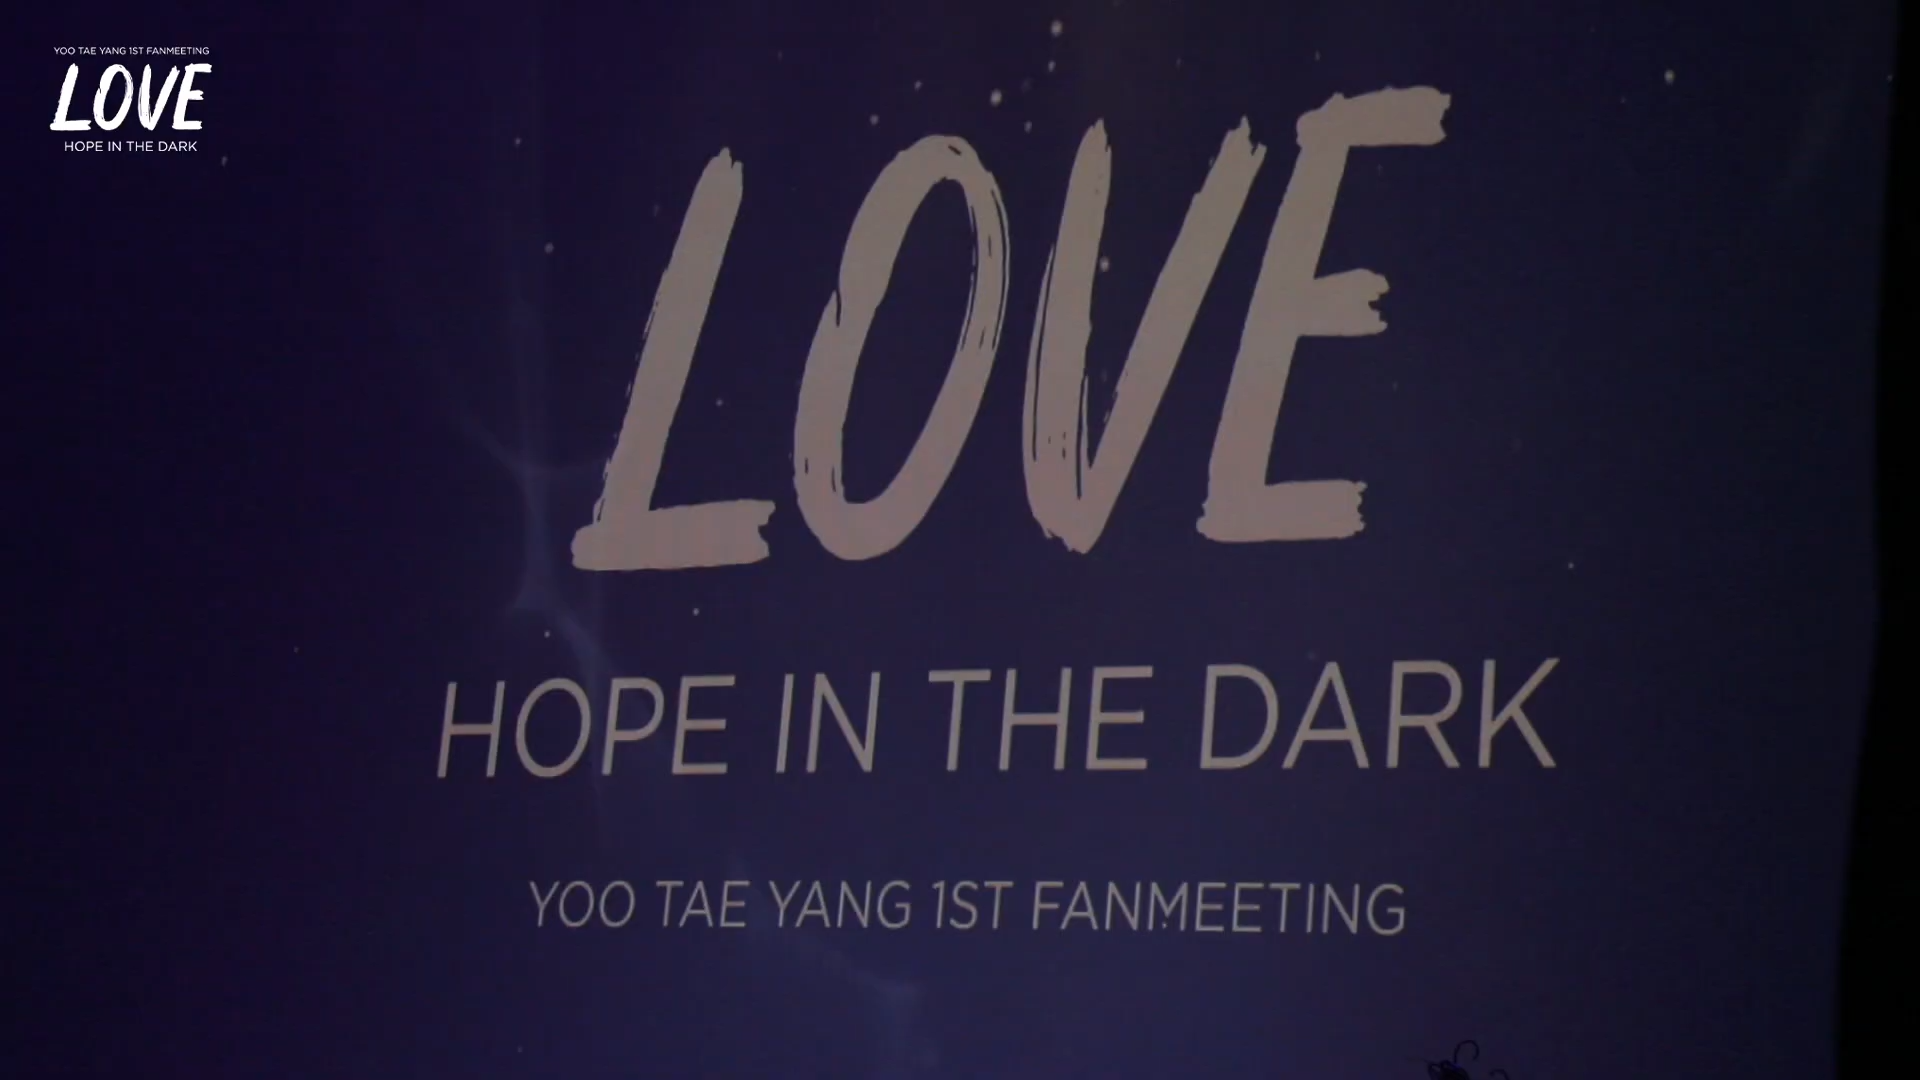 YOO TAE YANG 1ST FANMEETING
LOVE
HOPE IN THE DARK
LOVE
HOPE IN THE DARK
YOO TAE YANG 1ST FANMEETING